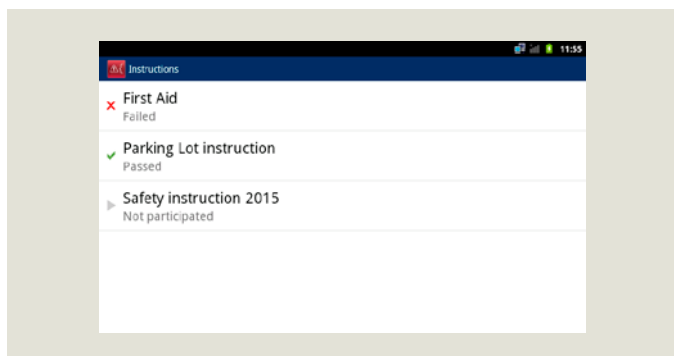 11:55
Instructions
First Aid
Failed
Parking Lot instruction
Passed
Safety instruction 2015
Not participated